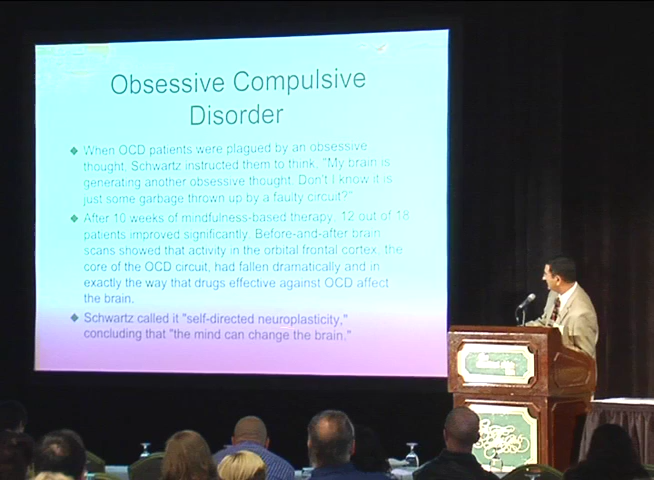 Obsessive Compulsive
Disorder
❖ When OCD patients were plagued by an obsessive
thought, Schwartz instructed them to think, "My brain is
generating another obsessive thought. Don't I know it is
just some garbage thrown up by a faulty circuit?"
❖ After 10 weeks of mindfulness-based therapy, 12 out of 18
patients improved significantly. Before-and-after brain
scans showed that activity in the orbital frontal cortex, the
core of the OCD circuit, had fallen dramatically and in
exactly the way that drugs effective against OCD affect
the brain.
❖ Schwartz called it "self-directed neuroplasticity,"
concluding that "the mind can change the brain."